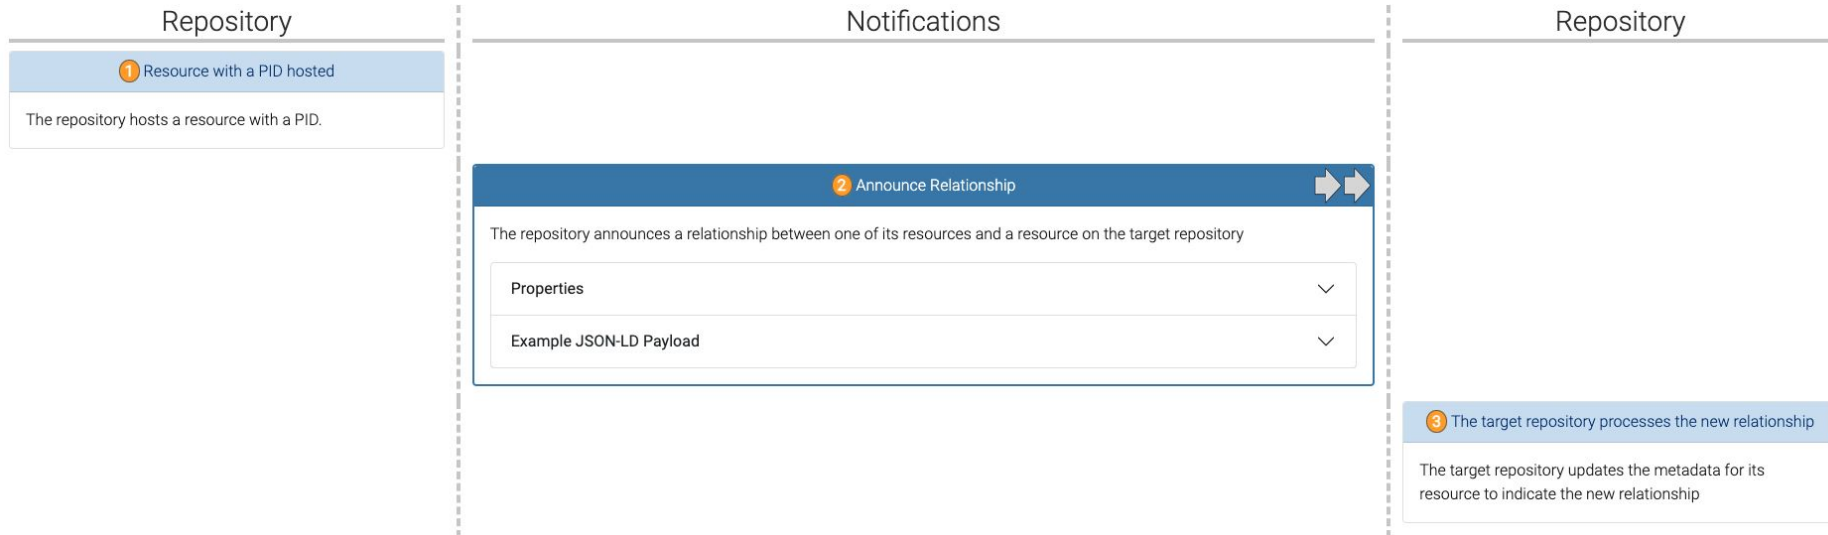 Repository
Notifications
Repository
1 Resource with a PID hosted
The repository hosts a resource with a PID.
2 Announce Relationship
The repository announces a relationship between one of its resources and a resource on the target repository
Properties
Example JSON-LD Payload
3 The target repository processes the new relationship
The target repository updates the metadata for its
resource to indicate the new relationship